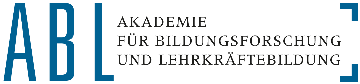 ABL
AKADEMIE
FÜR BILDUNGSFORSCHUNG
UND LEHRKRÄFTEBILDUNG